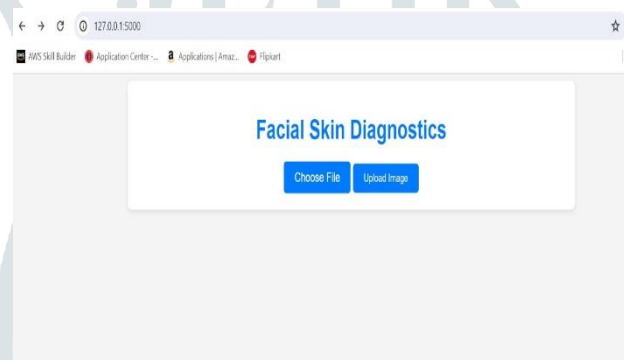 127.0.0.1:5000
AWS Skill Builder Application Center -... Applications | Amaz... Flipkart
Facial Skin Diagnostics
Choose File Upload Image